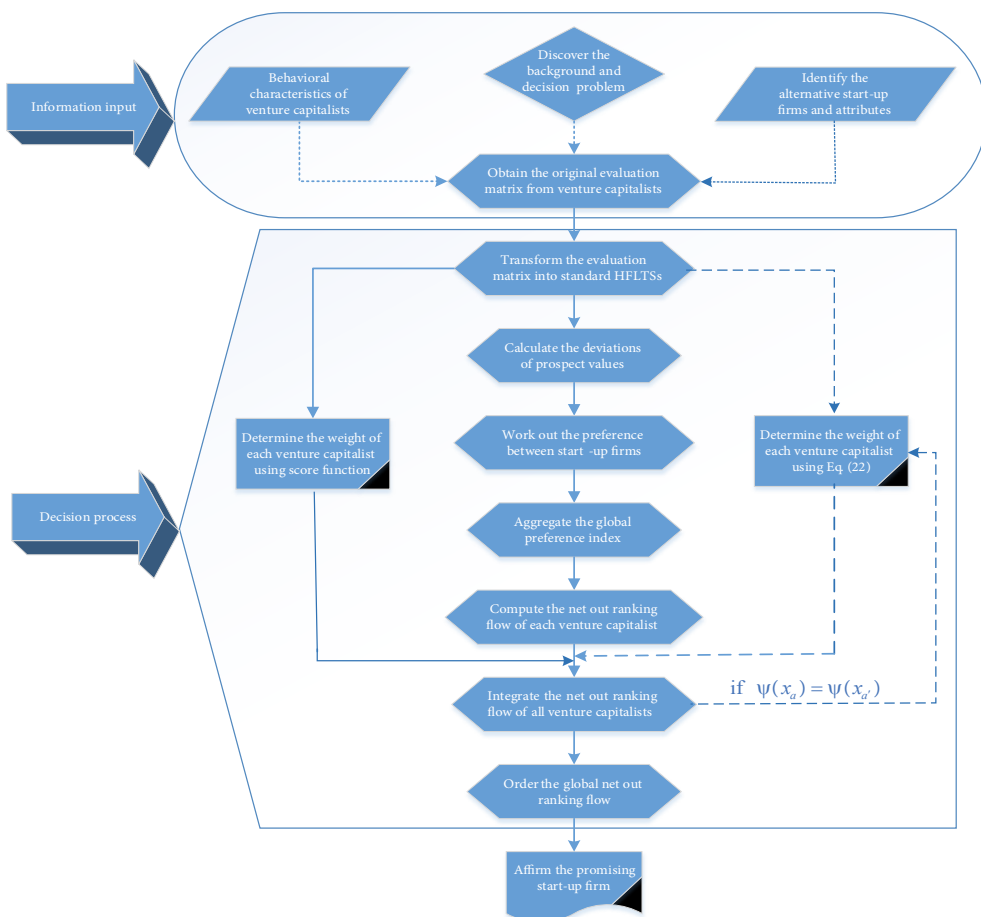 Information input
Behavioral
characteristics of
venture capitalists
Discover the
background and
decision problem
Identify the
alternative start-up
firms and attributes
Obtain the original evaluation
matrix from venture capitalists
Decision process
Transform the evaluation
matrix into standard HFLTSs
Calculate the deviations
of prospect values
Determine the weight of
each venture capitalist
using score function
Work out the preference
between start -up firms
Determine the weight of
each venture capitalist
using Eq. (22)
Aggregate the global
preference index
Compute the net out ranking
flow of each venture capitalist
Integrate the net out ranking
flow of all venture capitalists
if ψ(xₐ) = ψ(xₐ′)
Order the global net out
ranking flow
Affirm the promising
start-up firm